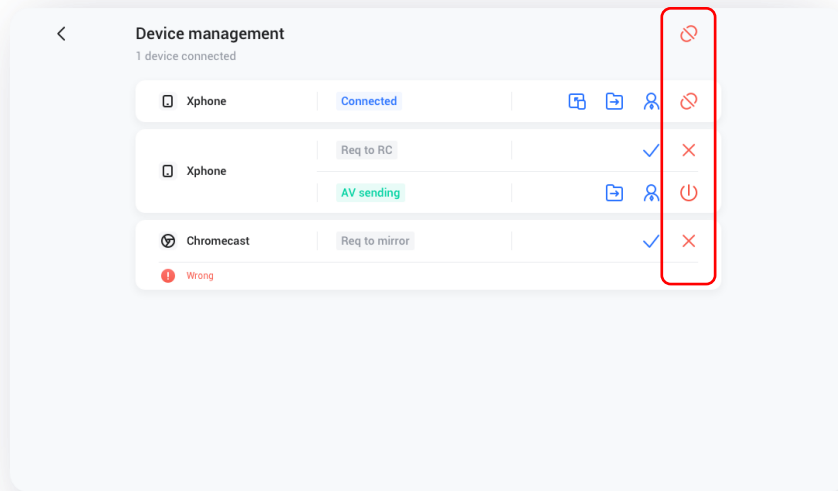 Device management
1 device connected
Xphone Connected
Req to RC
Xphone
AV sending
Chromecast Req to mirror
Wrong